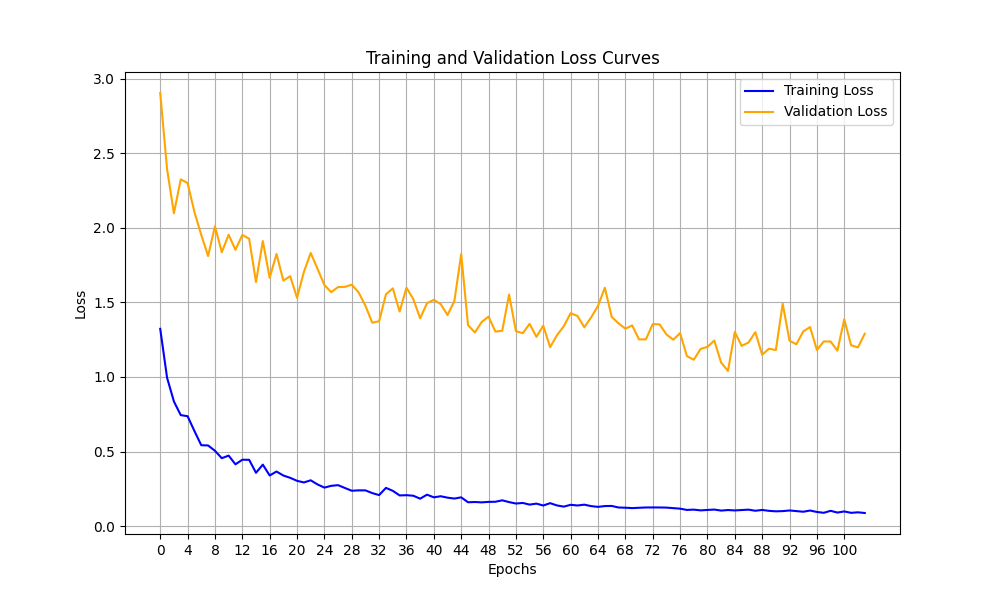 Training and Validation Loss Curves
Training Loss
Validation Loss
3.0
2.5
2.0
1.5
1.0
0.5
0.0
Loss
0 4 8 12 16 20 24 28 32 36 40 44 48 52 56 60 64 68 72 76 80 84 88 92 96 100
Epochs